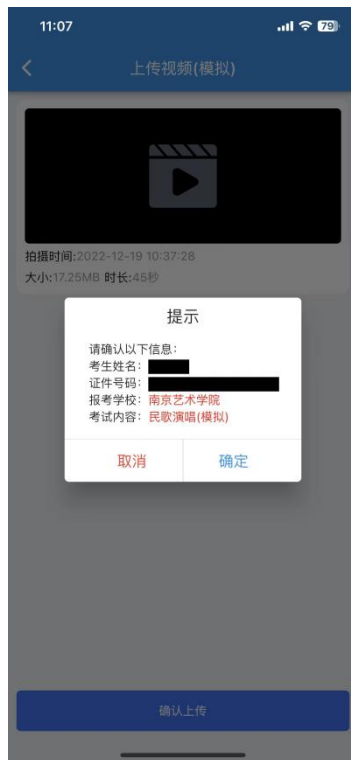 11:07
79
上传视频(模拟)
拍摄时间:2022-12-19 10:37:28
大小:17.25MB 时长:45秒
提示
请确认以下信息:
考生姓名:
证件号码:
报考学校: 南京艺术学院
考试内容: 民歌演唱(模拟)
取消
确定
确认上传